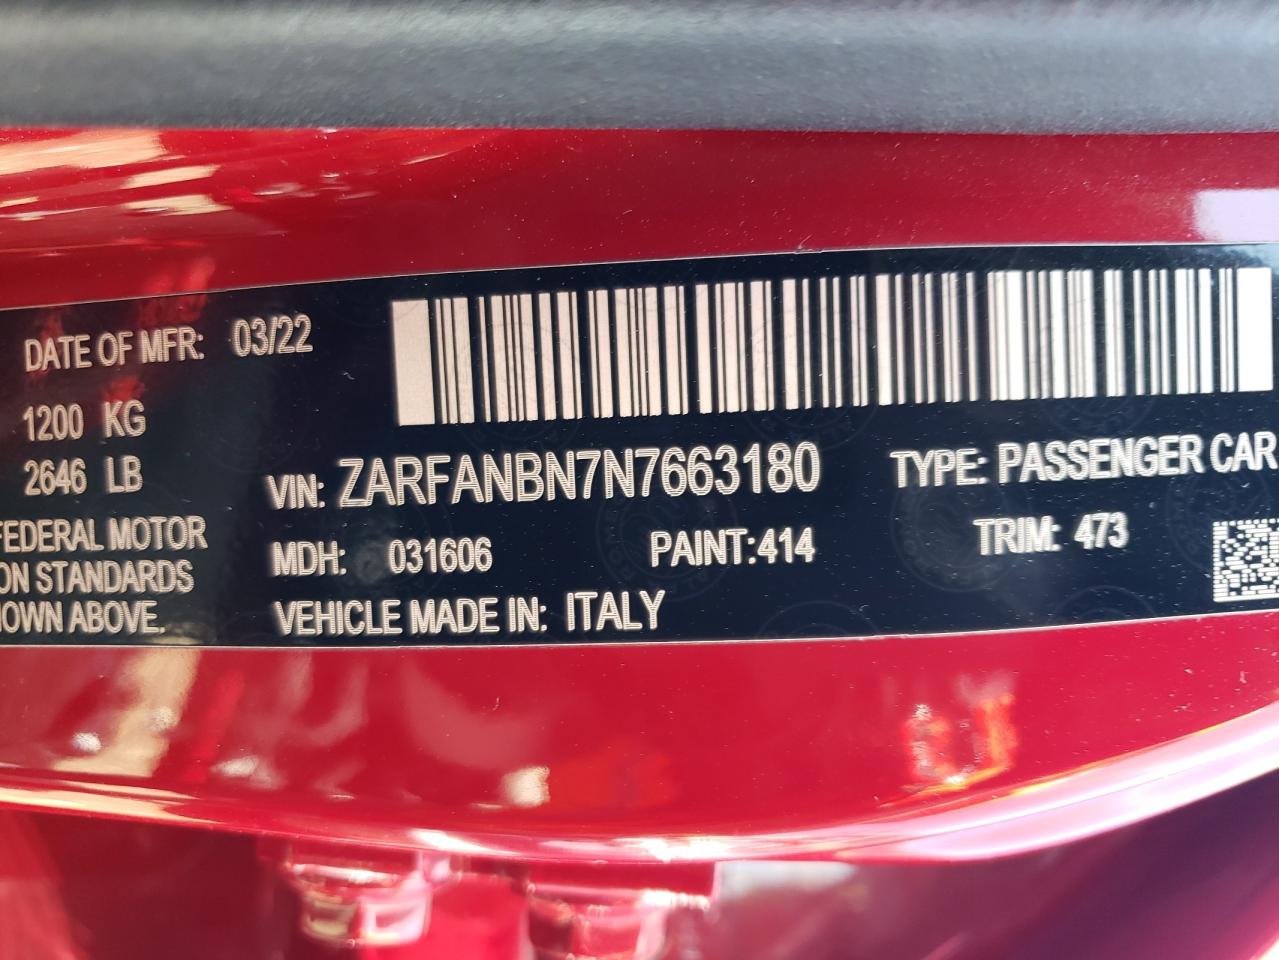 DATE OF MFR: 03/22
1200 KG
2646 LB
FEDERAL MOTOR
ON STANDARDS
OWN ABOVE.
VIN: ZARFANBN7N7663180 TYPE: PASSENGER CAR
MDH: 031606 PAINT:414 TRIM: 473
VEHICLE MADE IN: ITALY